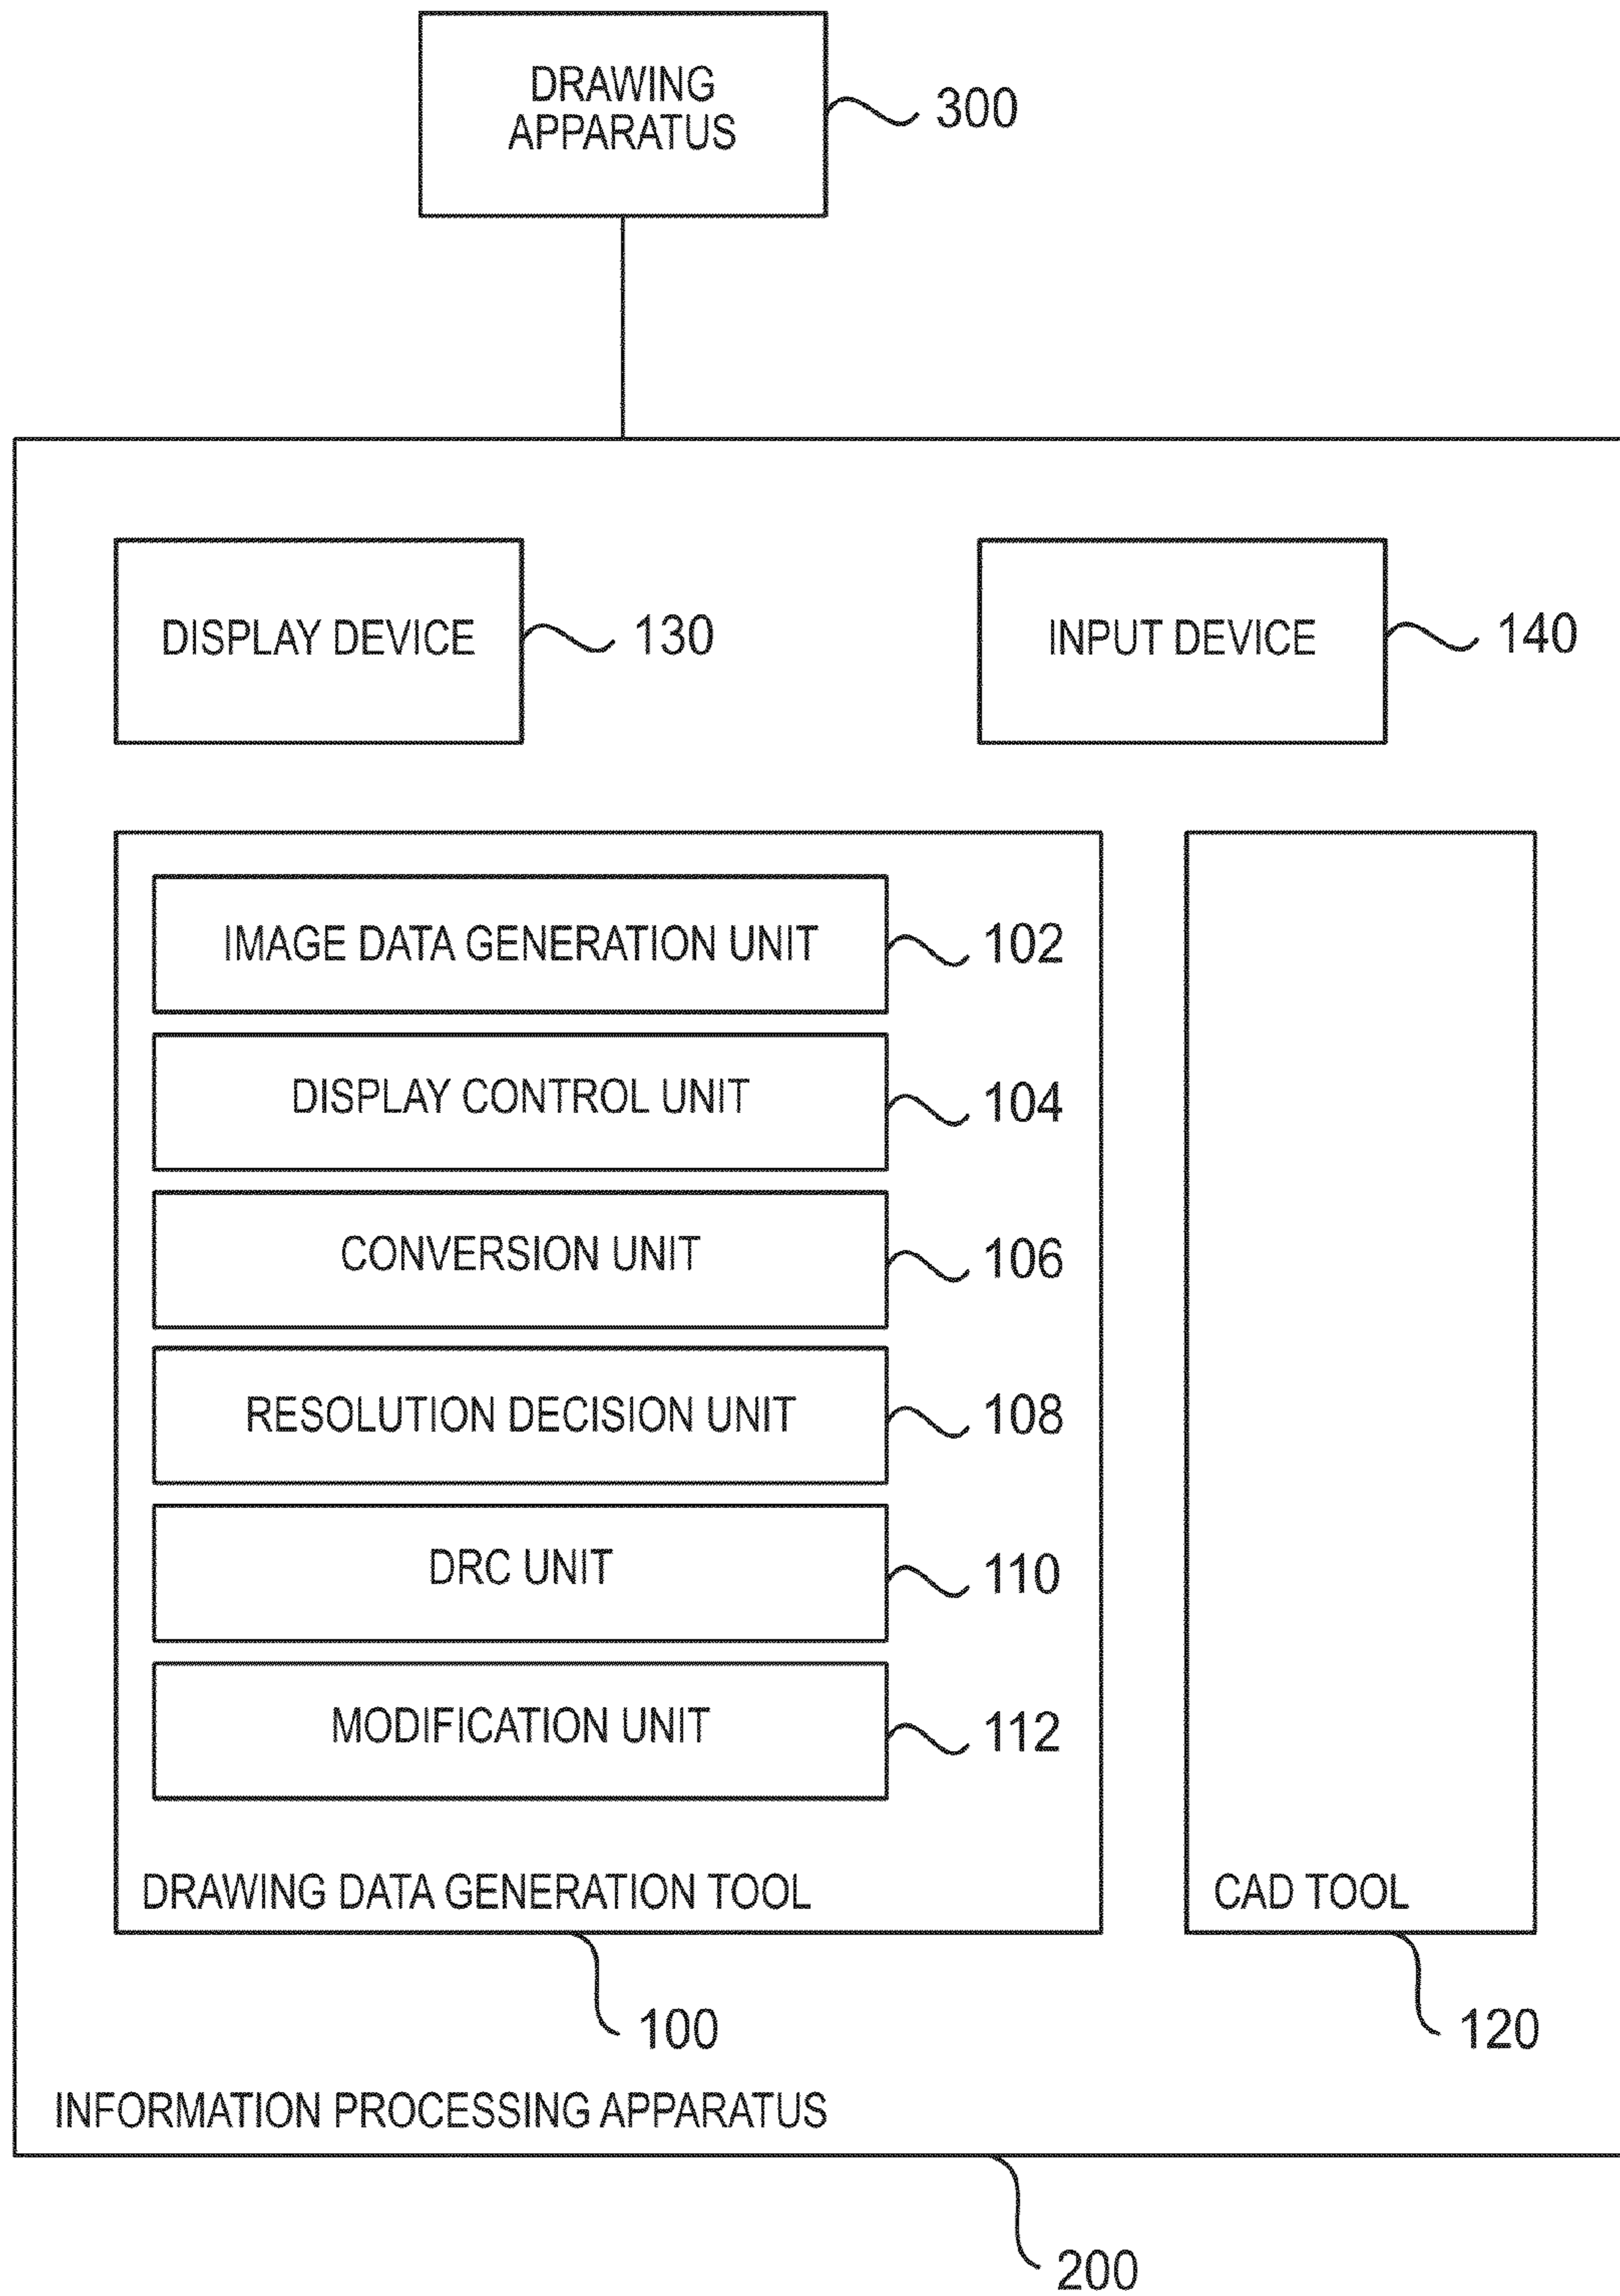 DRAWING
APPARATUS
300
DISPLAY DEVICE
130
INPUT DEVICE
140
IMAGE DATA GENERATION UNIT
102
DISPLAY CONTROL UNIT
104
CONVERSION UNIT
106
RESOLUTION DECISION UNIT
108
DRC UNIT
110
MODIFICATION UNIT
112
DRAWING DATA GENERATION TOOL
100
CAD TOOL
120
INFORMATION PROCESSING APPARATUS
200